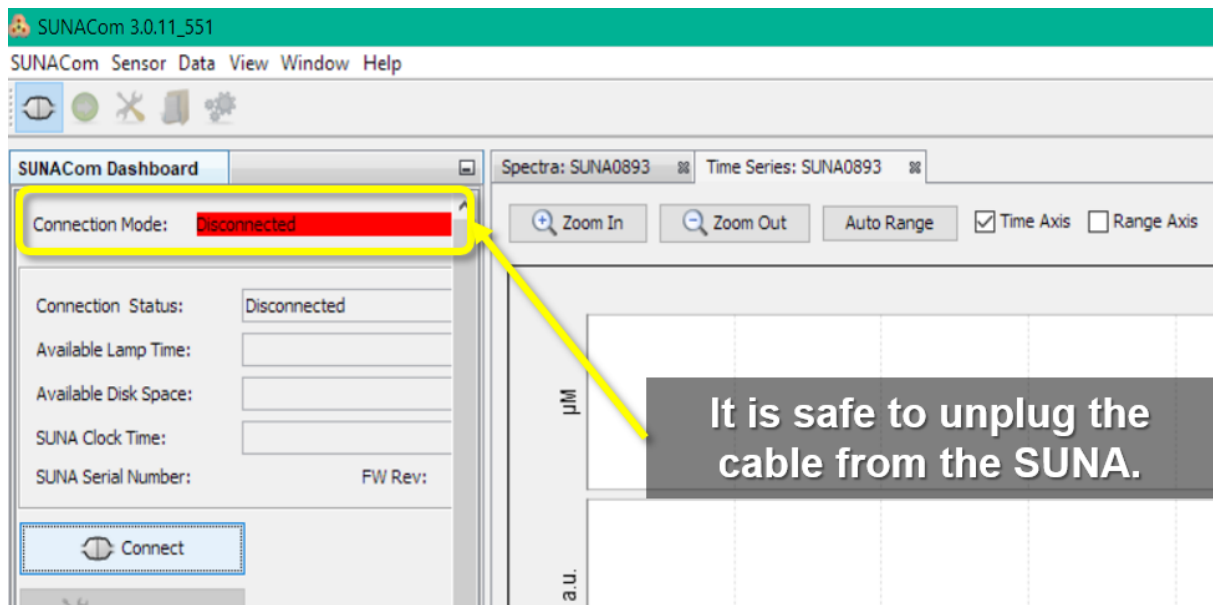 SUNACom 3.0.11_551
SUNACom Sensor Data View Window Help
SUNACom Dashboard
Spectra: SUNA0893 Time Series: SUNA0893
Connection Mode: Disconnected
Zoom In Zoom Out Auto Range Time Axis Range Axis
Connection Status: Disconnected
Available Lamp Time:
Available Disk Space:
SUNA Clock Time:
SUNA Serial Number: FW Rev:
Connect
µM
It is safe to unplug the
cable from the SUNA.
a.u.